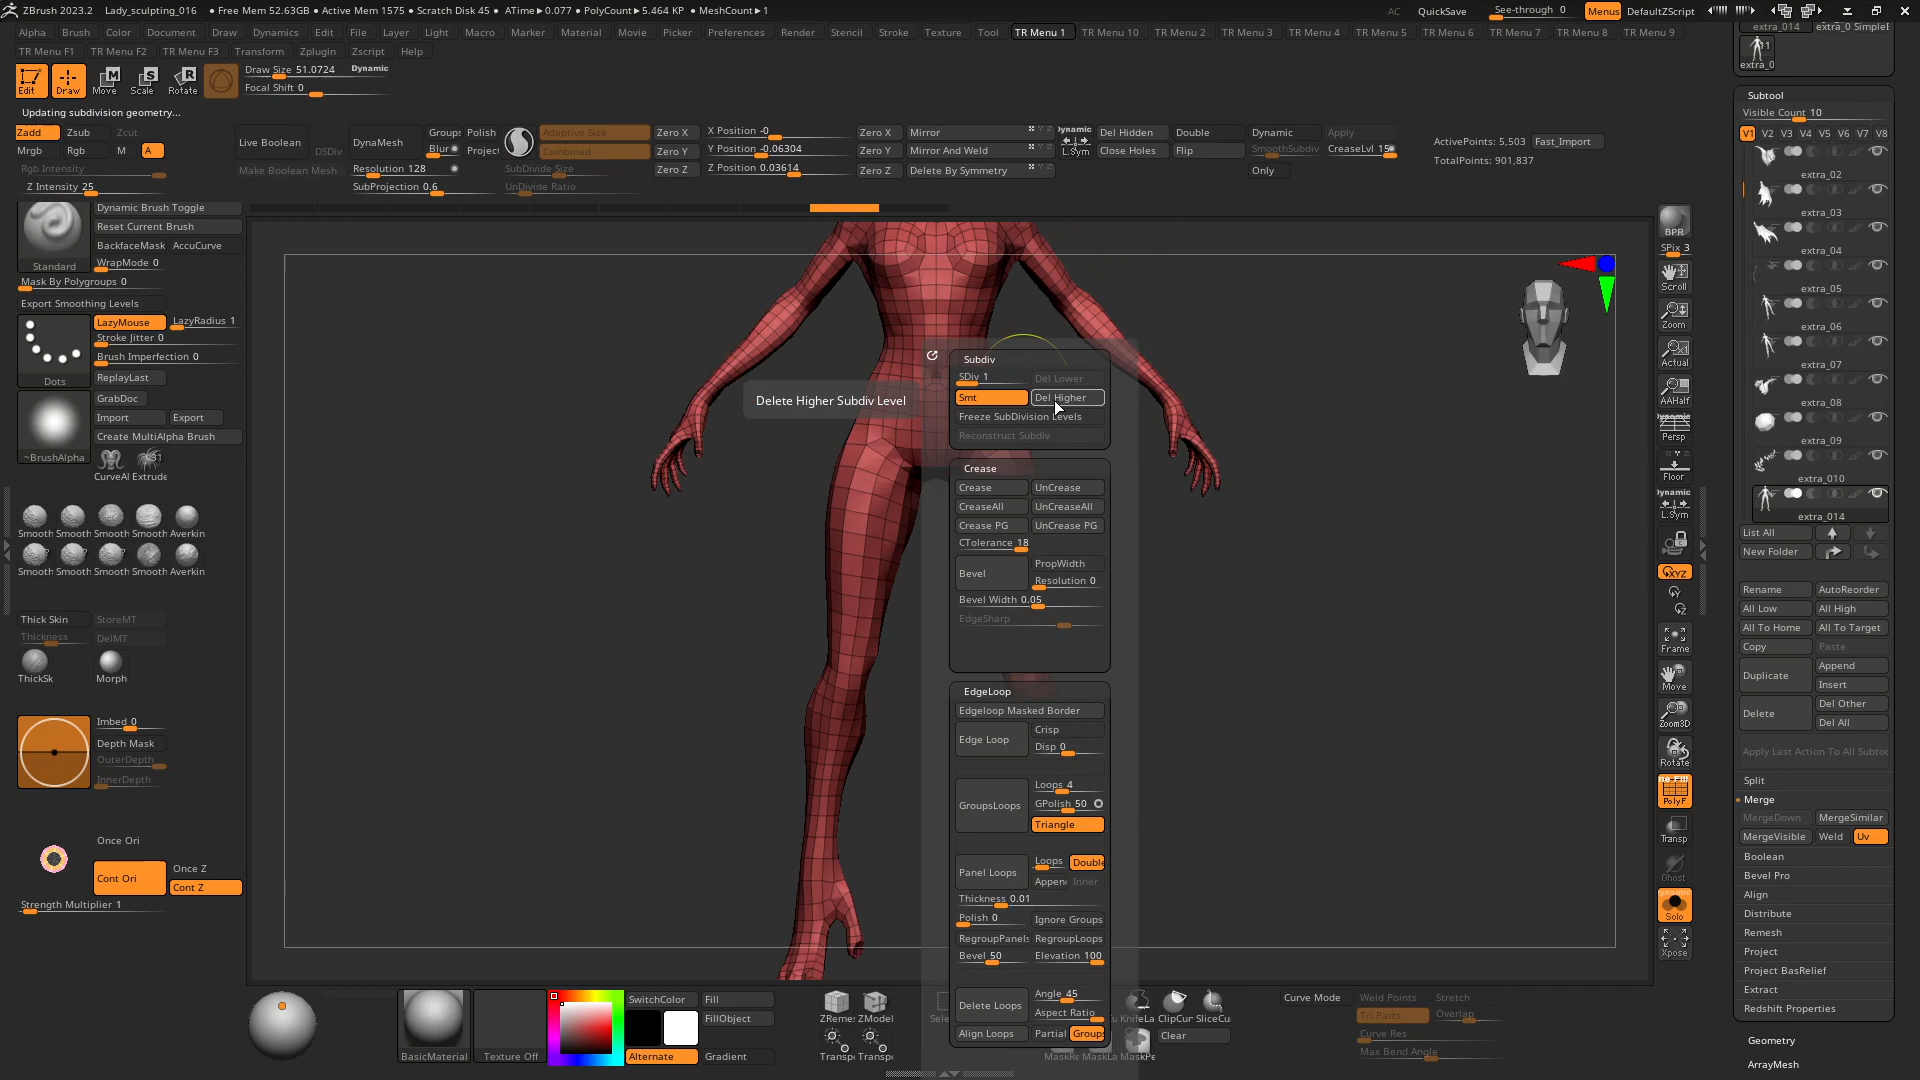 ZBrush 2023.2 Lady_sculpting_016 • Free Mem 52.63GB • Active Mem 1575 • Scratch Disk 45 • ATime►0.077 • PolyCount►5.464 KP • MeshCount►1
AC QuickSave See-through 0 Menus DefaultZScript
Alpha Brush Color Document Draw Dynamics Edit File Layer Light Macro Marker Material Movie Picker Preferences Render Stencil Stroke Texture Tool TR Menu 1 TR Menu 10 TR Menu 2 TR Menu 3 TR Menu 4 TR Menu 5 TR Menu 6 TR Menu 7 TR Menu 8 TR Menu 9
TR Menu F1 TR Menu F2 TR Menu F3 Transform Zplugin Zscript Help
Edit Draw Move Scale Rotate
Draw Size 51.0724 Dynamic
Focal Shift 0
Updating subdivision geometry...
Zadd Zsub Zcut
Mrgb Rgb M A
Rgb Intensity
Z Intensity 25
Live Boolean
DSDiv
Make Boolean Mesh
DynaMesh
Groups Polish
Blur Project
Resolution 128
SubProjection 0.6
Adaptive Size
Combined
SubDivide Size
UnDivide Ratio
Zero X
Zero Y
Zero Z
X Position -0
Y Position -0.06304
Z Position 0.03614
Zero X
Zero Y
Zero Z
Mirror
Mirror And Weld
Delete By Symmetry
Dynamic
L.Sym
Del Hidden Double
Close Holes Flip
Dynamic Apply
SmoothSubdiv CreaseLvl 15
Only
ActivePoints: 5,503 Fast_Import
TotalPoints: 901,837
Standard
Dynamic Brush Toggle
Reset Current Brush
BackfaceMask AccuCurve
WrapMode 0
Mask By Polygroups 0
Export Smoothing Levels
LazyMouse LazyRadius 1
Stroke Jitter 0
Brush Imperfection 0
ReplayLast
Dots
GrabDoc
Import Export
Create MultiAlpha Brush
~BrushAlpha
CurveAl Extrude
Smooth Smooth Smooth Smooth Averkin
Smooth Smooth Smooth Smooth Averkin
Thick Skin StoreMT
Thickness DelMT
ThickSk Morph
Imbed 0
Depth Mask
OuterDepth
InnerDepth
Once Ori
Cont Ori
Once Z
Cont Z
Strength Multiplier 1
Delete Higher Subdiv Level
Subdiv
SDiv 1 Del Lower
Smt Del Higher
Freeze SubDivision Levels
Reconstruct Subdiv
Crease
Crease UnCrease
CreaseAll UnCreaseAll
Crease PG UnCrease PG
CTolerance 18
Bevel
PropWidth
Resolution 0
Bevel Width 0.05
EdgeSharp
EdgeLoop
Edgeloop Masked Border
Edge Loop
Crisp
Disp 0
GroupsLoops
Loops 4
GPolish 50
Triangle
Panel Loops
Loops Double
Append Inner
Thickness 0.01
Polish 0 Ignore Groups
RegroupPanels RegroupLoops
Bevel 50 Elevation 100
Delete Loops
Angle 45
Aspect Ratio
Align Loops Partial Groups
BPR
SPix 3
Scroll
Zoom
Actual
AAHalf
Dynamic
Persp
Floor
Dynamic
L.Sym
XYZ
Frame
Move
Zoom3D
Rotate
PolyF
Transp
Ghost
Dynamic
Solo
Xpose
extra_014 extra_0 SimpleB
11
extra_0
Subtool
Visible Count 10
V1 V2 V3 V4 V5 V6 V7 V8
extra_02
extra_03
extra_04
extra_05
extra_06
extra_07
extra_08
extra_09
extra_010
extra_014
List All
New Folder
Rename AutoReorder
All Low All High
All To Home All To Target
Copy Paste
Duplicate
Append
Insert
Delete
Del Other
Del All
Apply Last Action To All Subtoo
Split
Merge
MergeDown MergeSimilar
MergeVisible Weld Uv
Boolean
Bevel Pro
Align
Distribute
Remesh
Project
Project BasRelief
Extract
Redshift Properties
Geometry
ArrayMesh
BasicMaterial
Texture Off
SwitchColor Fill
FillObject
Alternate Gradient
ZReme ZModel
Transp Transp
Sele
KnifeLa ClipCur SliceCu
Clear
MaskRe MaskLa MaskPe
Curve Mode
Weld Points Stretch
Tri Parts Overlap
Curve Res
Max Bend Angle